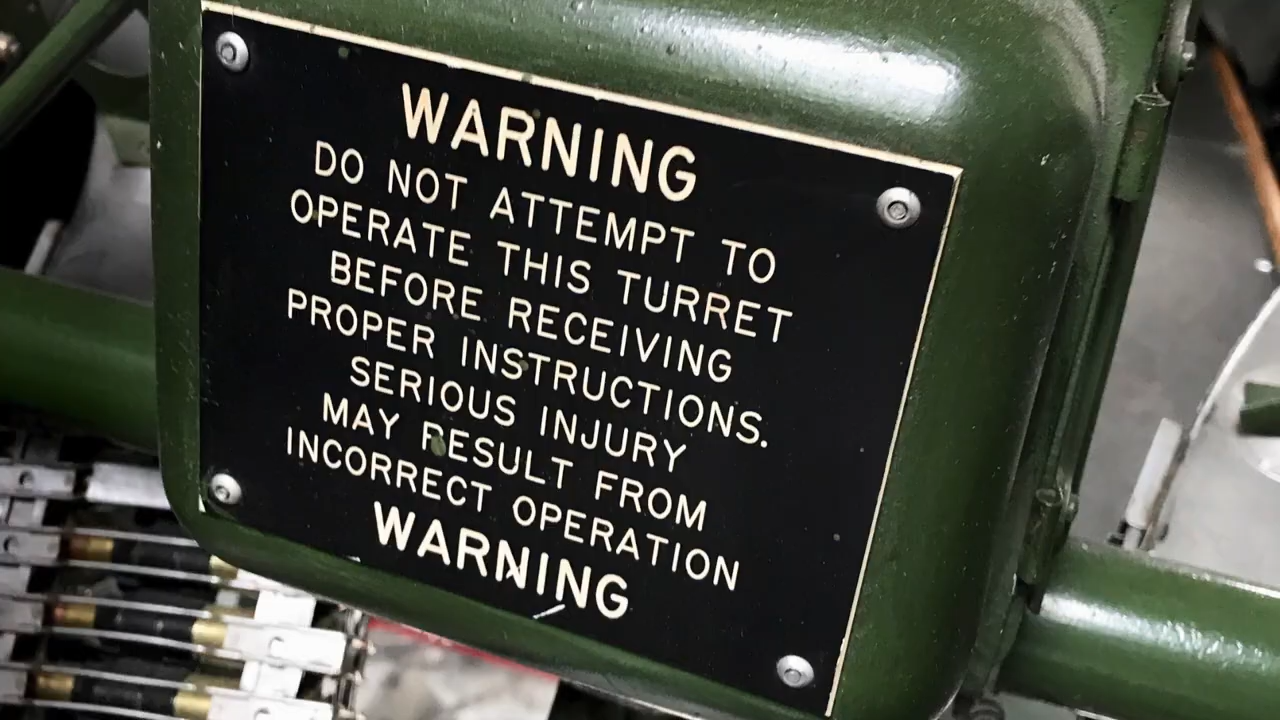 WARNING
DO NOT ATTEMPT TO
OPERATE THIS TURRET
BEFORE RECEIVING
PROPER INSTRUCTIONS.
SERIOUS INJURY
MAY RESULT FROM
INCORRECT OPERATION
WARNING